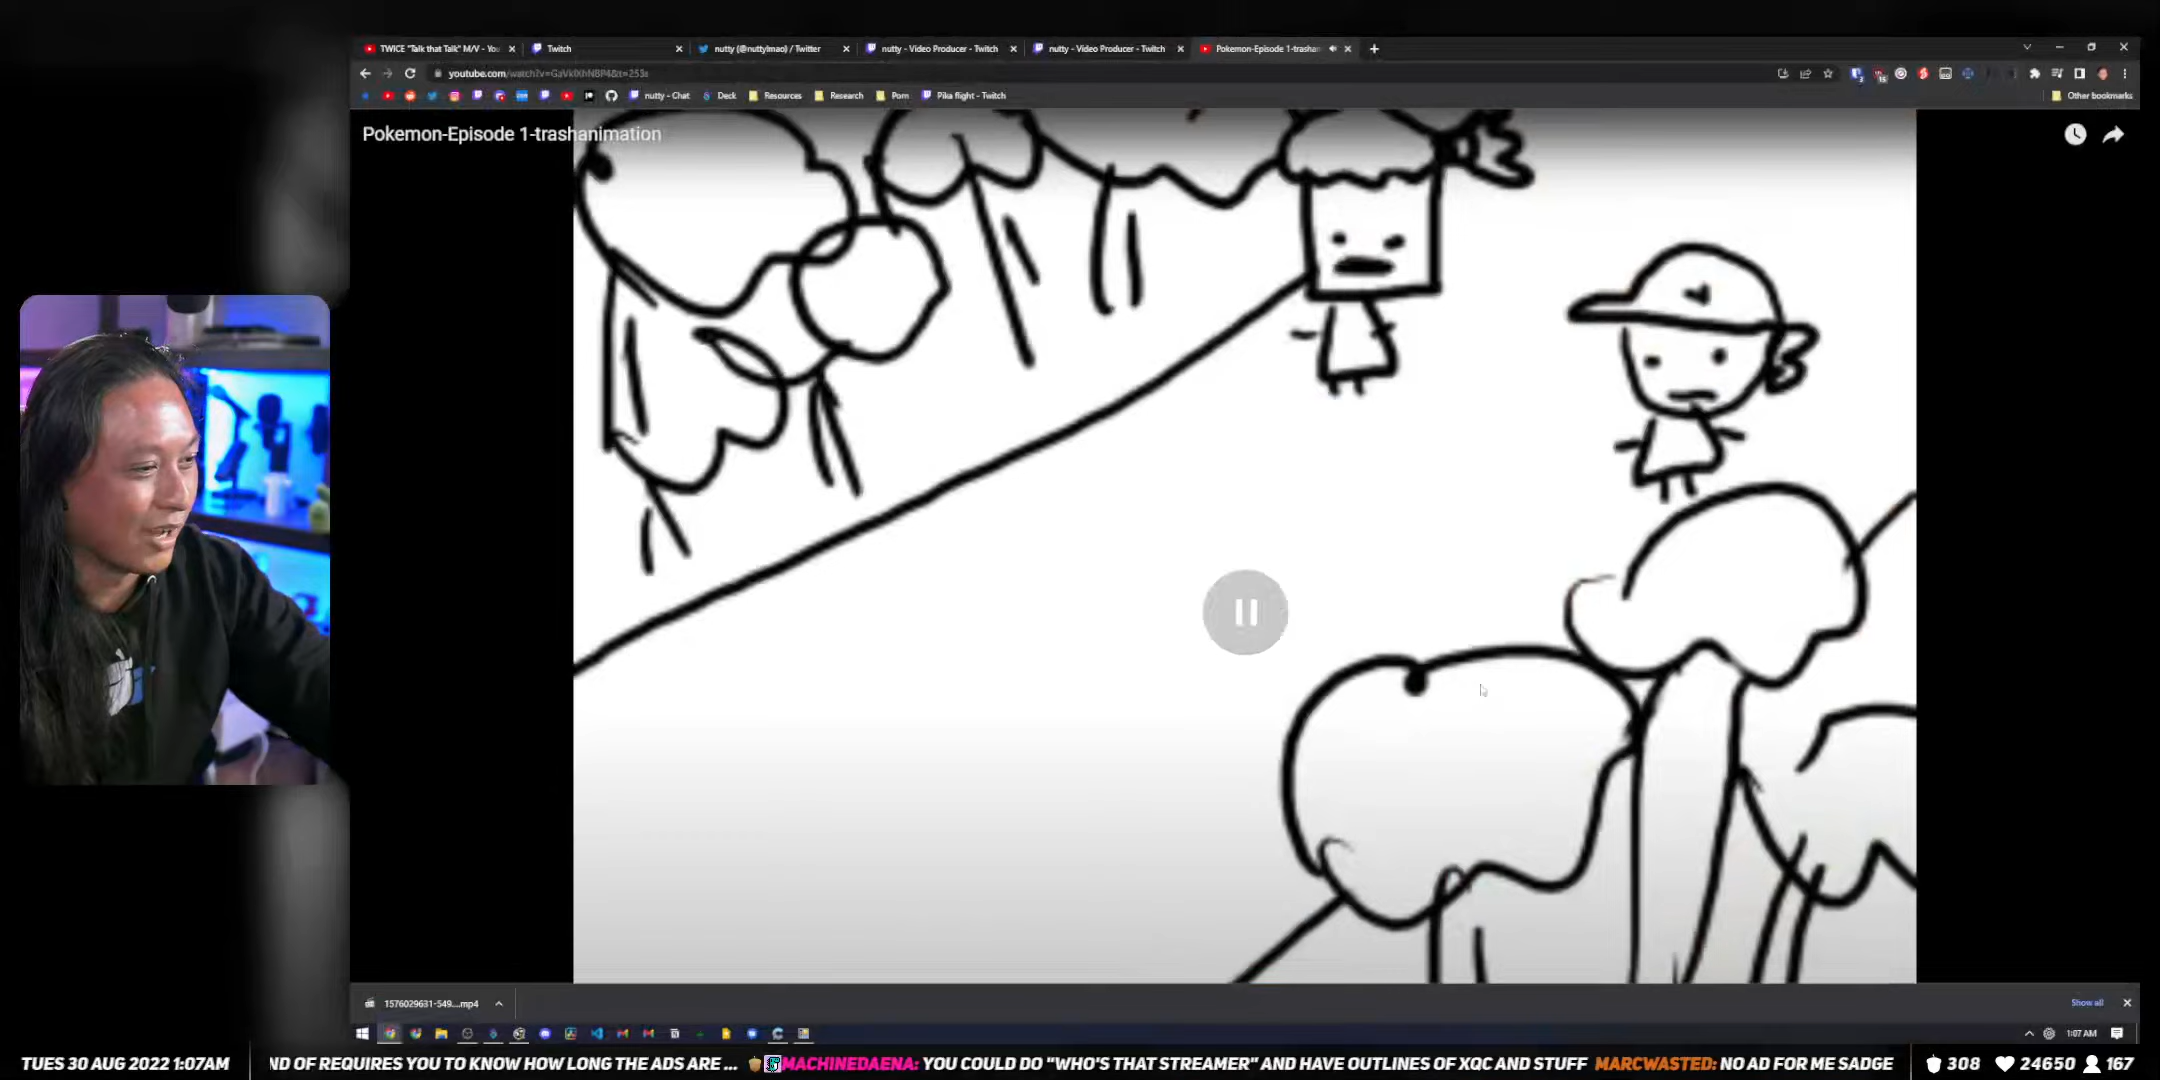 TWICE "Talk that Talk" M/V - You
Twitch
nutty (@nuttylmao) / Twitter
nutty - Video Producer - Twitch
nutty - Video Producer - Twitch
Pokemon-Episode 1-trashan
youtube.com/watch?v=
nutty - Chat
Deck
Resources
Research
Porn
Pika flight - Twitch
Other bookmarks
Pokemon-Episode 1-trashanimation
1576029631-549....mp4
Show all
1:07 AM
TUES 30 AUG 2022 1:07AM
ND OF REQUIRES YOU TO KNOW HOW LONG THE ADS ARE ... MACHINEDAENA: YOU COULD DO "WHO'S THAT STREAMER" AND HAVE OUTLINES OF XQC AND STUFF MARCWASTED: NO AD FOR ME SADGE
308 24650 167